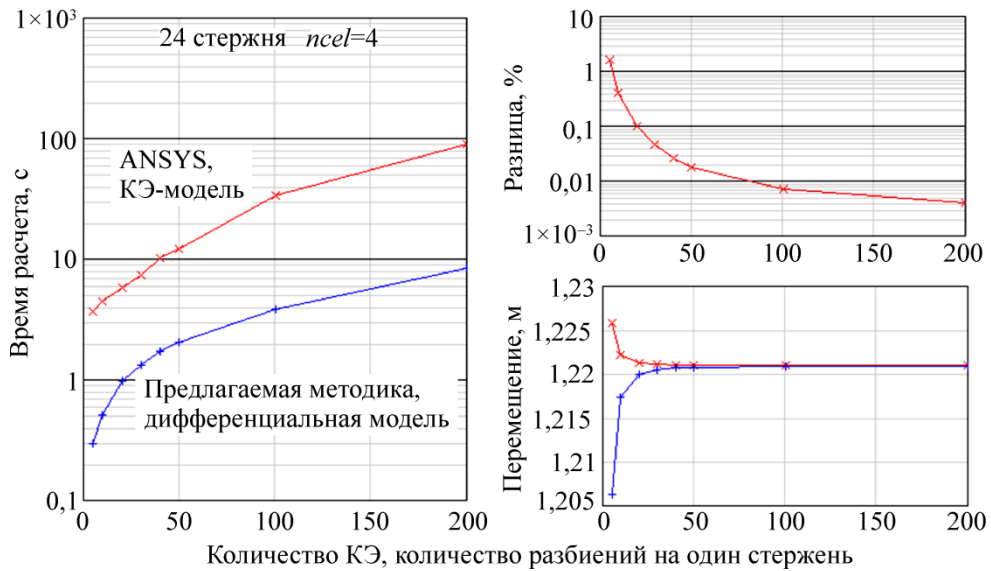 1×10³
100
10
1
0,1
Время расчета, с
24 стержня ncel=4
ANSYS,
КЭ-модель
Предлагаемая методика,
дифференциальная модель
0 50 100 150 200
10
1
0,1
0,01
1×10⁻³
Разница, %
0 50 100 150 200
1,23
1,225
1,22
1,215
1,21
1,205
Перемещение, м
0 50 100 150 200
Количество КЭ, количество разбиений на один стержень